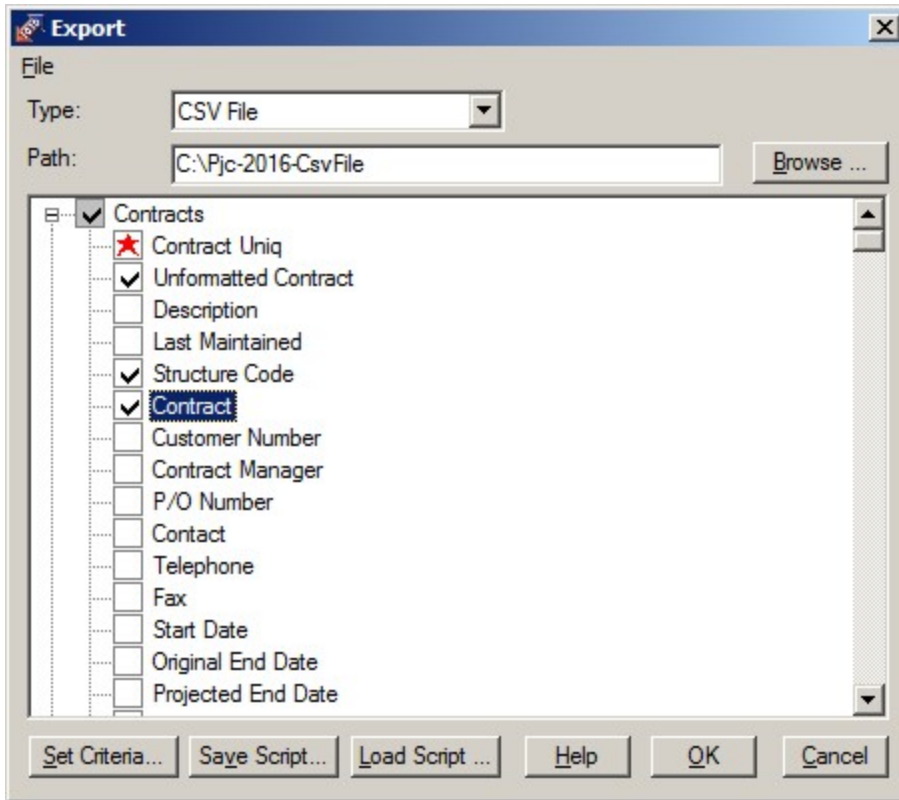 Export
File
Type: CSV File
Path: C:\Pjc-2016-CsvFile Browse ...
Contracts
Contract Uniq
Unformatted Contract
Description
Last Maintained
Structure Code
Contract
Customer Number
Contract Manager
P/O Number
Contact
Telephone
Fax
Start Date
Original End Date
Projected End Date
Set Criteria... Save Script... Load Script ... Help OK Cancel